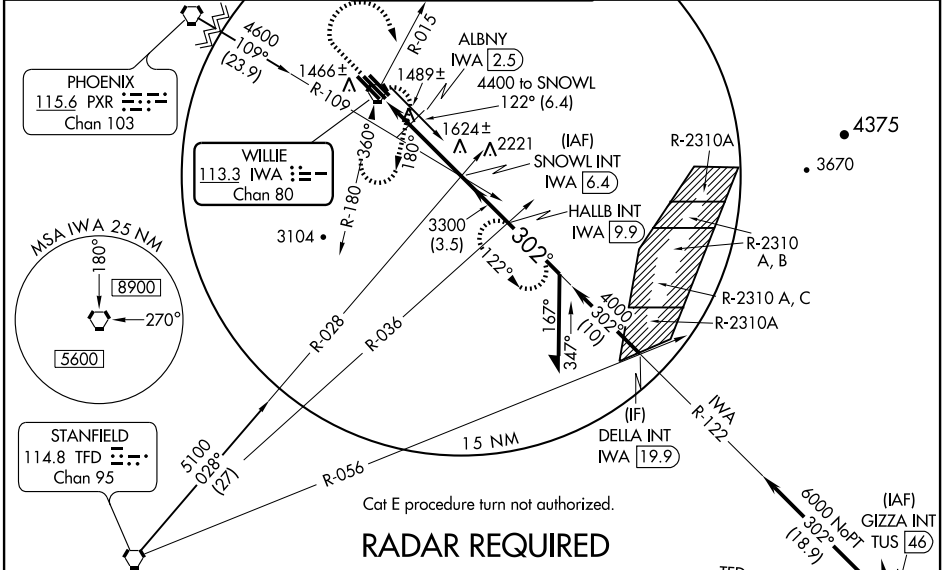 4600
109°
(23.9)
R-109
R-015
PHOENIX
115.6 PXR
Chan 103
1466±
1489±
ALBNY
IWA 2.5
4400 to SNOWL
122° (6.4)
1624±
2221
4375
3670
WILLIE
113.3 IWA
Chan 80
360°
180°
R-180
3104
(IAF)
SNOWL INT
IWA 6.4
HALLB INT
IWA 9.9
3300
(3.5)
302°
122°
R-2310A
R-2310
A, B
R-2310 A, C
R-2310A
MSA IWA 25 NM
180°
8900
270°
5600
R-028
R-036
167°
347°
4000
302°
(10)
(IF)
DELLA INT
IWA 19.9
IWA
R-122
STANFIELD
114.8 TFD
Chan 95
5100
028°
(27)
R-056
15 NM
Cat E procedure turn not authorized.
RADAR REQUIRED
6000 NoPT
302°
(18.9)
(IAF)
GIZZA INT
TUS 46